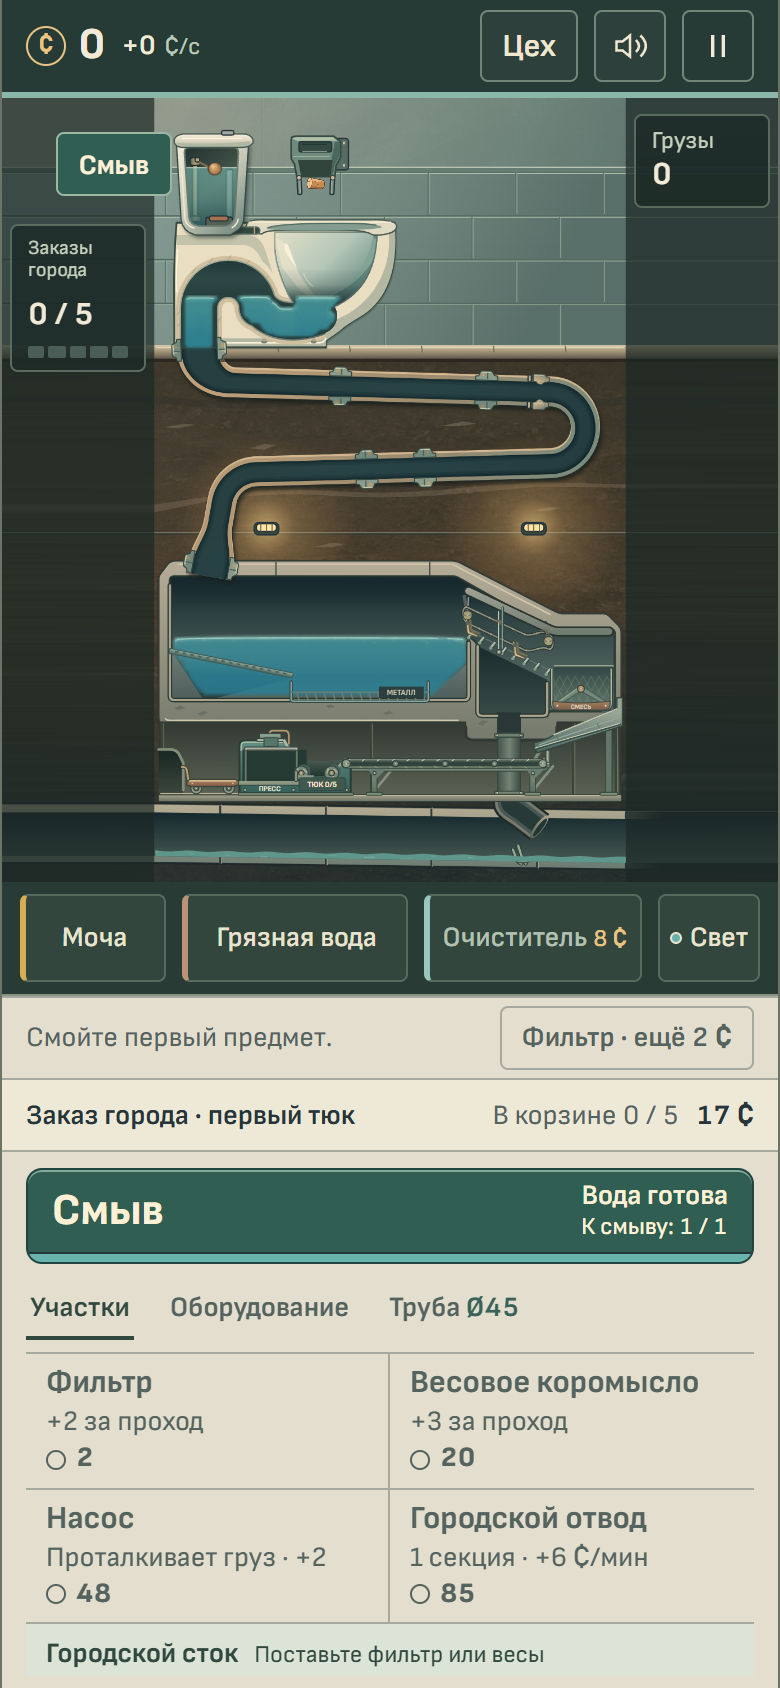 ₵ 0 +0 ₵/с
Цех
Смыв
Грузы
0
Заказы
города
0 / 5
МЕТАЛЛ
СМЕСЬ
ПРЕСС
ТЮК 0/5
Моча
Грязная вода
Очиститель 8 ₵
Свет
Смойте первый предмет.
Фильтр · ещё 2 ₵
Заказ города · первый тюк
В корзине 0 / 5 17 ₵
Смыв
Вода готова
К смыву: 1 / 1
Участки
Оборудование
Труба Ø45
Фильтр
+2 за проход
2
Весовое коромысло
+3 за проход
20
Насос
Проталкивает груз · +2
48
Городской отвод
1 секция · +6 ₵/мин
85
Городской сток Поставьте фильтр или весы